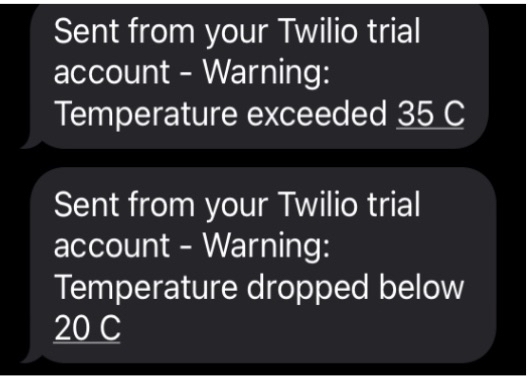 Sent from your Twilio trial
account - Warning:
Temperature exceeded 35 C
Sent from your Twilio trial
account - Warning:
Temperature dropped below
20 C